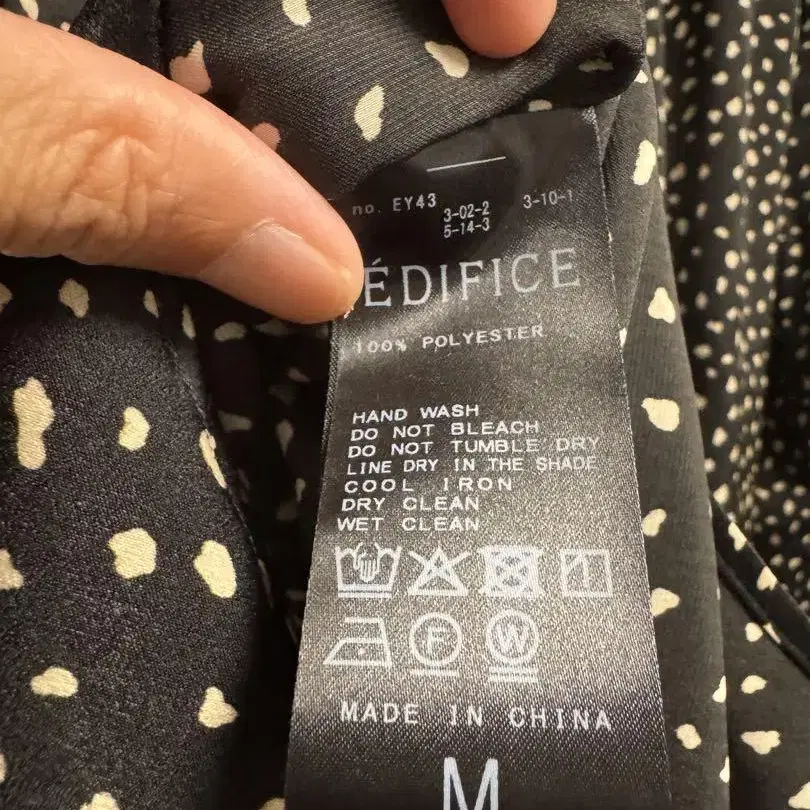 no. EY43 3-02-2 3-10-1
5-14-3
ÉDIFICE
100% POLYESTER
HAND WASH
DO NOT BLEACH
DO NOT TUMBLE DRY
LINE DRY IN THE SHADE
COOL IRON
DRY CLEAN
WET CLEAN
F W
MADE IN CHINA
M